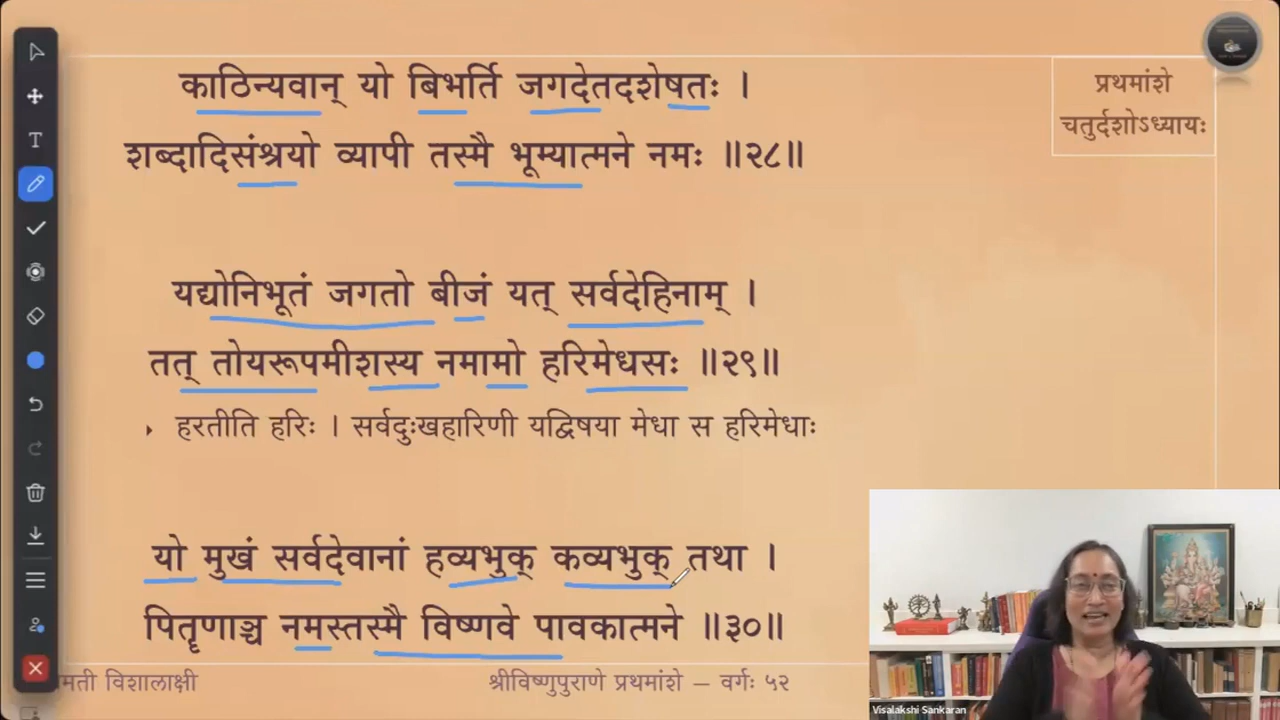 काठिन्यवान् यो बिभर्ति जगदेतदशेषतः ।
शब्दादिसंश्रयो व्यापी तस्मै भूम्यात्मने नमः ॥२८॥
प्रथमांशे
चतुर्दशोऽध्यायः
यद्योनिभूतं जगतो बीजं यत् सर्वदेहिनाम् ।
तत् तोयरूपमीशस्य नमामो हरिमेधसः ॥२९॥
हरतीति हरिः । सर्वदुःखहारिणी यद्विषया मेधा स हरिमेधाः
यो मुखं सर्वदेवानां हव्यभुक् कव्यभुक् तथा ।
पितॄणाञ्च नमस्तस्मै विष्णवे पावकात्मने ॥३०॥
मती विशालाक्षी
श्रीविष्णुपुराणे प्रथमांशे – वर्गः ५२
Visalakshi Sankaran